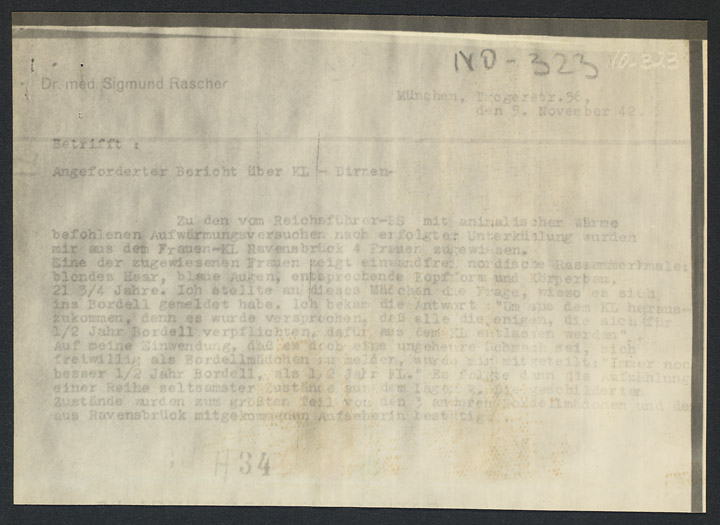 NO-323 NO-323
Dr. med. Sigmund Rascher
München, Trogerstr.56,
den 5. November 42.
Betrifft :
Angeforderter Bericht über KL - Dirnen-
Zu den vom Reichsführer-SS mit animalischer Wärme
befohlenen Aufwärmungsversuchen nach erfolgter Unterkühlung wurden
mir aus dem Frauen-KL Ravensbrück 4 Frauen zugewiesen.
Eine der zugewiesenen Frauen zeigt einwandfrei nordische Rassenmerkmale:
blondes Haar, blaue Augen, entsprechende Kopfform und Körperbau,
21 3/4 Jahre. Ich stellte an dieses Mädchen die Frage, wieso es sich
ins Bordell gemeldet habe. Ich bekam die Antwort "Um aus dem KL heraus-
zukommen, denn es wurde versprochen, daß alle diejenigen, die sich für
1/2 Jahr Bordell verpflichten, dafür aus dem KL entlassen werden".
Auf meine Einwendung, daß es doch eine ungeheure Schmach sei, sich
freiwillig als Bordellmädchen zu melden, wurde mir mitgeteilt: "Immer noch
besser 1/2 Jahr Bordell, als 1/2 Jahr KL." Es folgte dann die Aufzählung
einer Reihe seltsamster Zustände aus dem Lager geschilderter
Zustände wurden zum größten Teil von den 3 anderen Bordellmädchen und der
aus Ravensbrück mitgekommenen Aufseherin bestätigt.
H 34